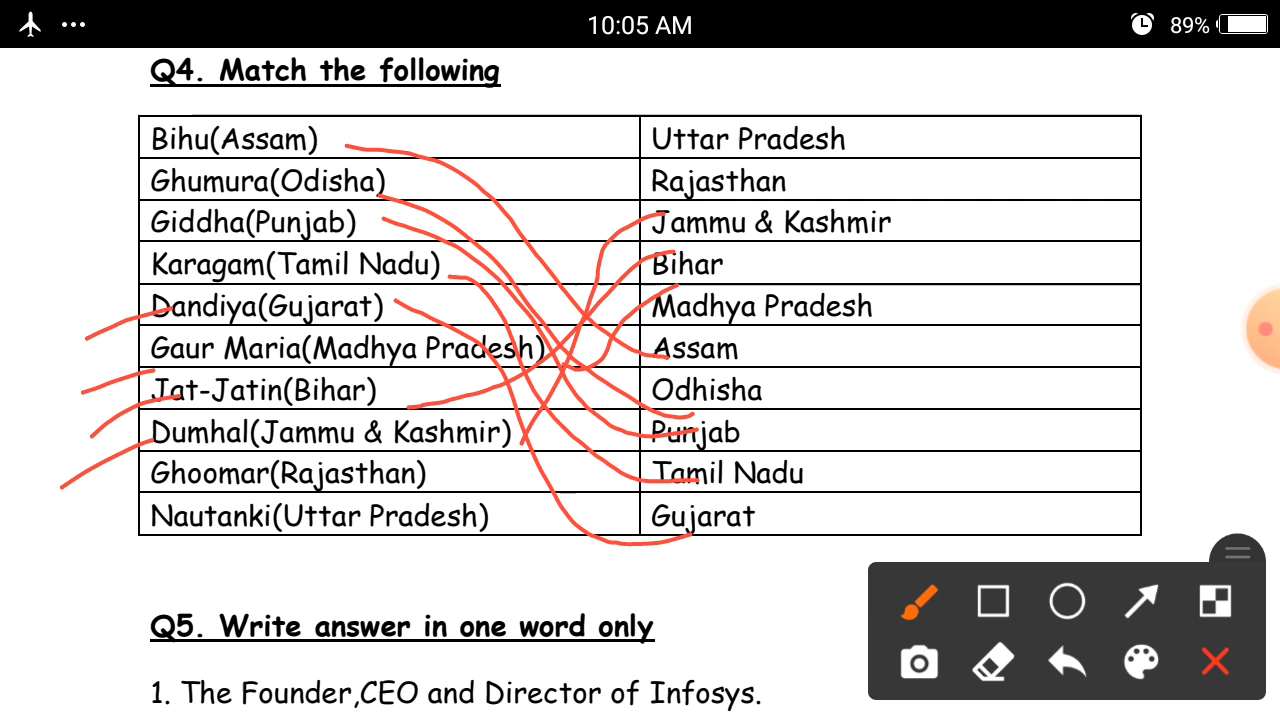 10:05 AM
89%
Q4. Match the following
Bihu(Assam) Uttar Pradesh
Ghumura(Odisha) Rajasthan
Giddha(Punjab) Jammu & Kashmir
Karagam(Tamil Nadu) Bihar
Dandiya(Gujarat) Madhya Pradesh
Gaur Maria(Madhya Pradesh) Assam
Jat-Jatin(Bihar) Odhisha
Dumhal(Jammu & Kashmir) Punjab
Ghoomar(Rajasthan) Tamil Nadu
Nautanki(Uttar Pradesh) Gujarat
Q5. Write answer in one word only
1. The Founder,CEO and Director of Infosys.